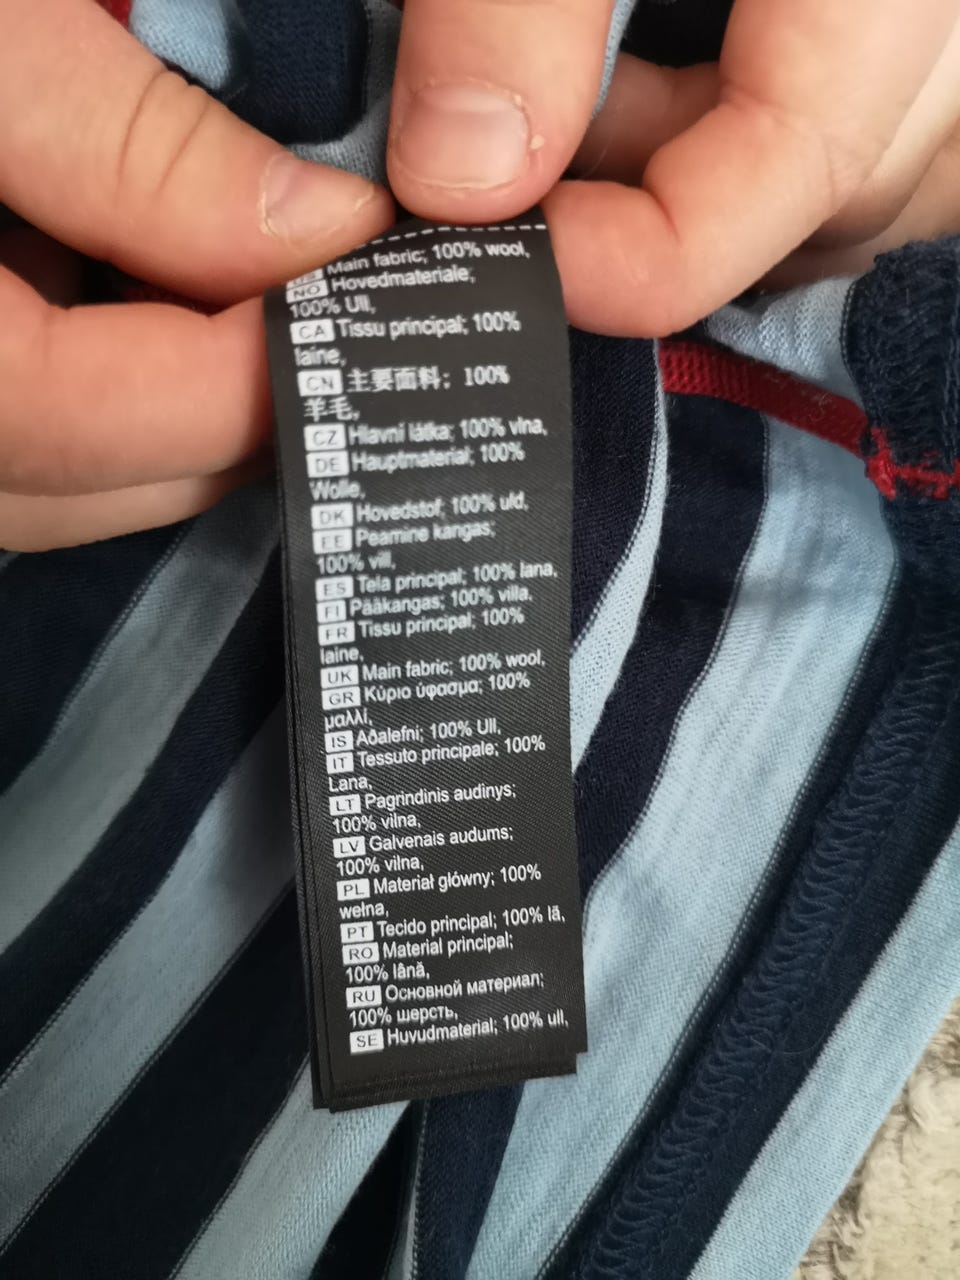 US Main fabric; 100% wool,
NO Hovedmateriale;
100% Ull,
CA Tissu principal; 100%
laine,
CN 主要面料；100%
羊毛,
CZ Hlavní látka; 100% vlna,
DE Hauptmaterial; 100%
Wolle,
DK Hovedstof; 100% uld,
EE Peamine kangas;
100% vill,
ES Tela principal; 100% lana,
FI Pääkangas; 100% villa,
FR Tissu principal; 100%
laine,
UK Main fabric; 100% wool,
GR Κύριο ύφασμα; 100%
μαλλί,
IS Aðalefni; 100% Ull,
IT Tessuto principale; 100%
Lana,
LT Pagrindinis audinys;
100% vilna,
LV Galvenais audums;
100% vilna,
PL Materiał główny; 100%
wełna,
PT Tecido principal; 100% lã,
RO Material principal;
100% lână,
RU Основной материал;
100% шерсть,
SE Huvudmaterial; 100% ull,